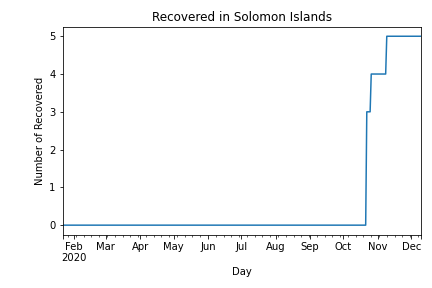 Recovered in Solomon Islands
Number of Recovered
5
4
3
2
1
0
Feb Mar Apr May Jun Jul Aug Sep Oct Nov Dec
2020
Day